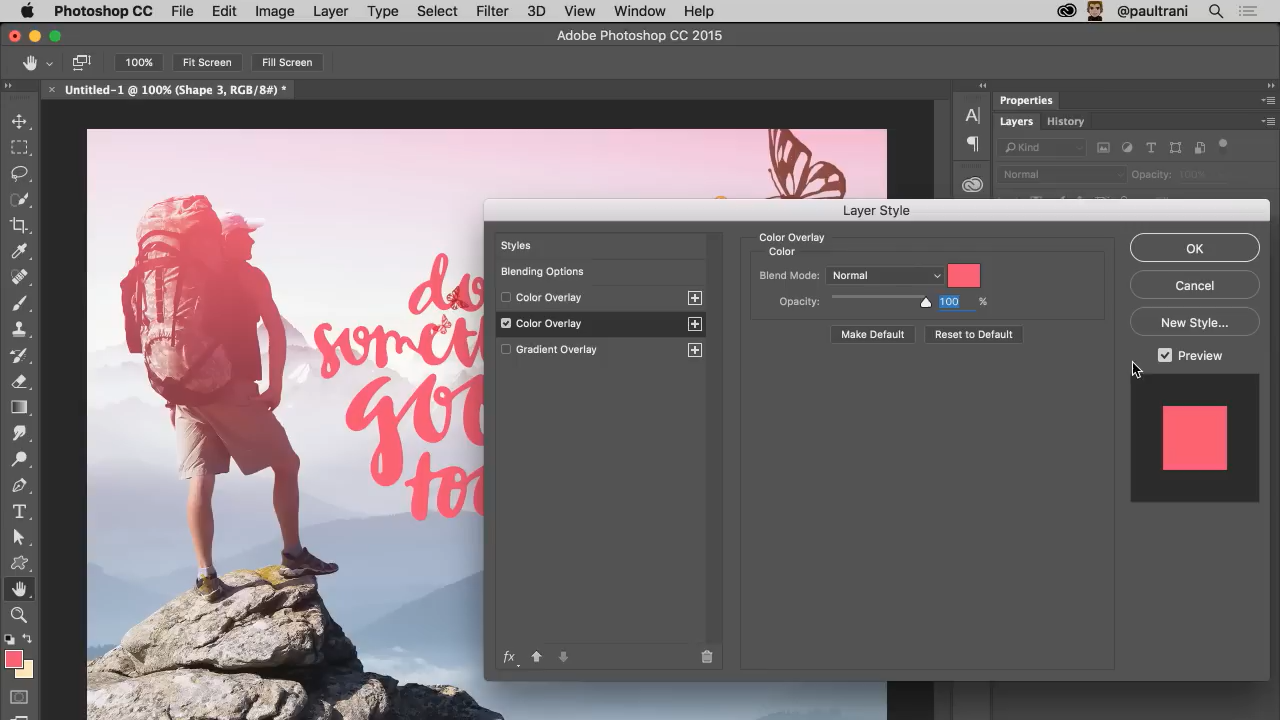 Photoshop CC File Edit Image Layer Type Select Filter 3D View Window Help @paultrani
Adobe Photoshop CC 2015
100% Fit Screen Fill Screen
Untitled-1 @ 100% (Shape 3, RGB/8#) *
Properties
Layers History
Kind
Normal Opacity: 100%
do
someth
goo
too
Layer Style
Styles
Blending Options
Color Overlay
Color Overlay
Gradient Overlay
fx
Color Overlay
Color
Blend Mode: Normal
Opacity: 100 %
Make Default Reset to Default
OK
Cancel
New Style...
Preview